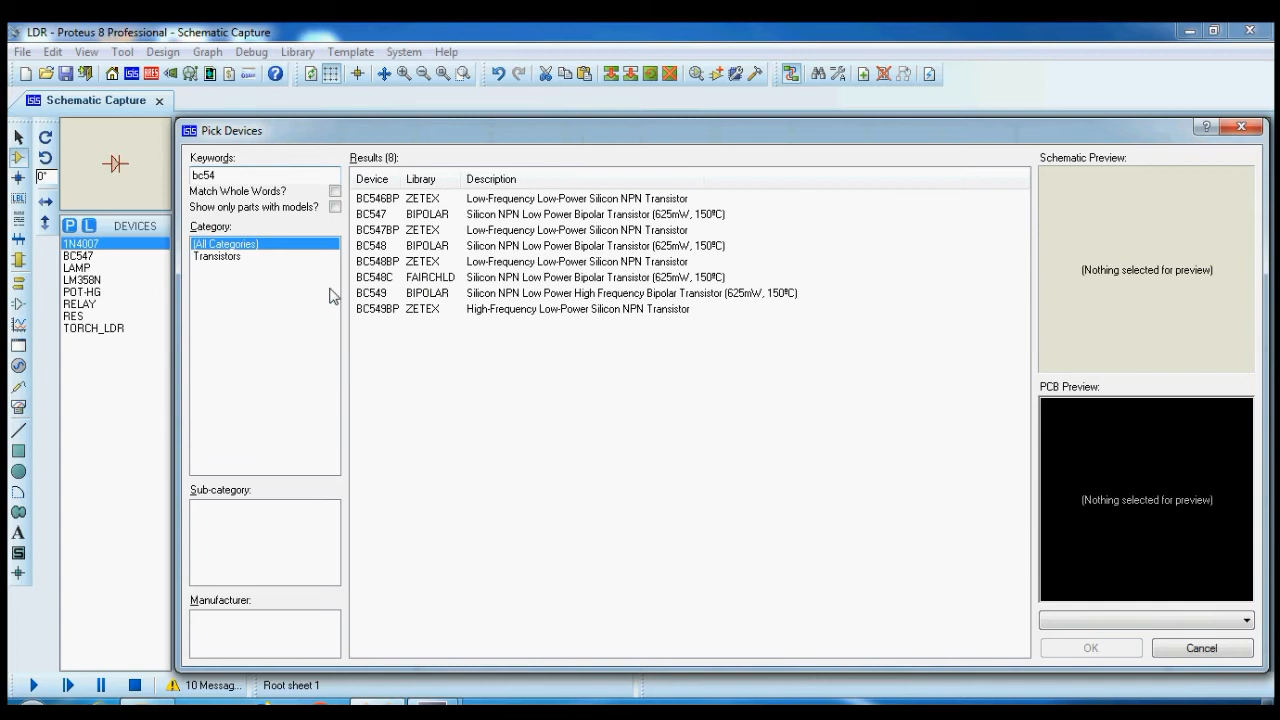 LDR - Proteus 8 Professional - Schematic Capture
File Edit View Tool Design Graph Debug Library Template System Help
Schematic Capture
Pick Devices
Keywords:
bc54
Match Whole Words?
Show only parts with models?
Category:
(All Categories)
Transistors
Sub-category:
Manufacturer:
Results (8):
Device Library Description
BC546BP ZETEX Low-Frequency Low-Power Silicon NPN Transistor
BC547 BIPOLAR Silicon NPN Low Power Bipolar Transistor (625mW, 150ºC)
BC547BP ZETEX Low-Frequency Low-Power Silicon NPN Transistor
BC548 BIPOLAR Silicon NPN Low Power Bipolar Transistor (625mW, 150ºC)
BC548BP ZETEX Low-Frequency Low-Power Silicon NPN Transistor
BC548C FAIRCHLD Silicon NPN Low Power Bipolar Transistor (625mW, 150ºC)
BC549 BIPOLAR Silicon NPN Low Power High Frequency Bipolar Transistor (625mW, 150ºC)
BC549BP ZETEX High-Frequency Low-Power Silicon NPN Transistor
Schematic Preview:
(Nothing selected for preview)
PCB Preview:
(Nothing selected for preview)
OK Cancel
0°
LBL
A
P L DEVICES
1N4007
BC547
LAMP
LM358N
POT-HG
RELAY
RES
TORCH_LDR
10 Messag... Root sheet 1